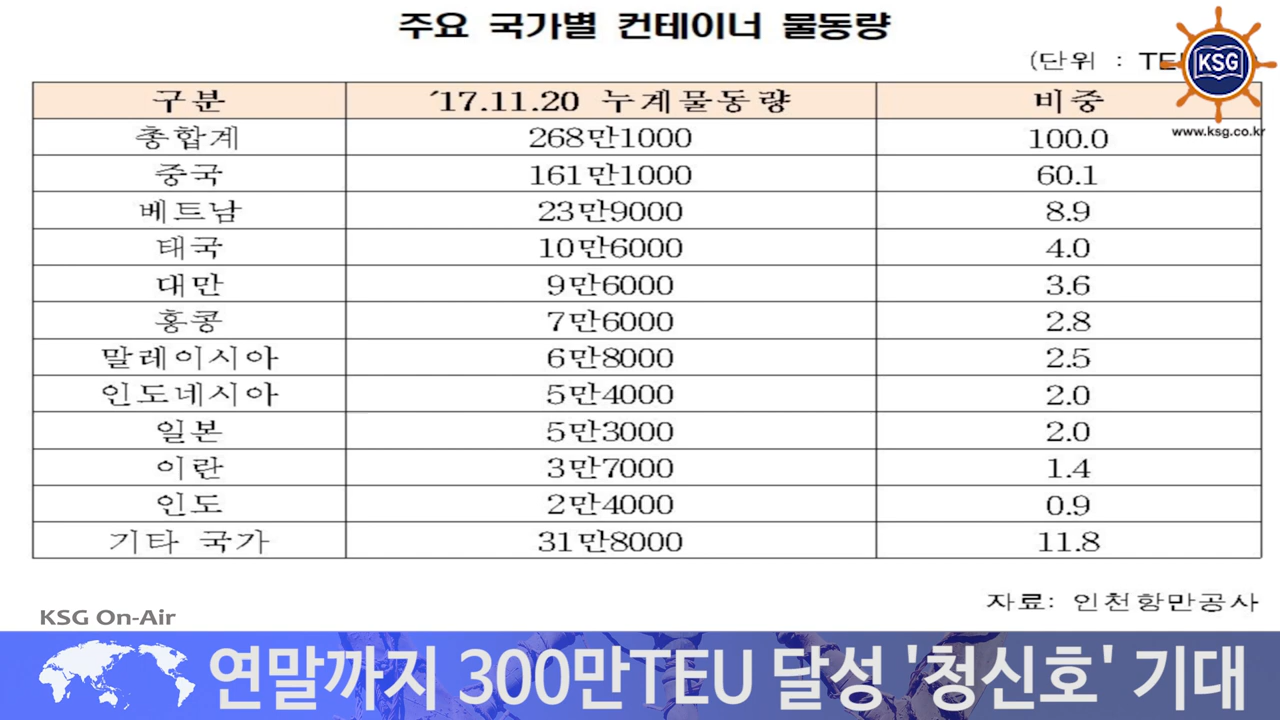 주요 국가별 컨테이너 물동량
(단위 :
KSG
www.ksg.co.kr
구분 ´17.11.20 누계물동량 비중
총합계 268만1000 100.0
중국 161만1000 60.1
베트남 23만9000 8.9
태국 10만6000 4.0
대만 9만6000 3.6
홍콩 7만6000 2.8
말레이시아 6만8000 2.5
인도네시아 5만4000 2.0
일본 5만3000 2.0
이란 3만7000 1.4
인도 2만4000 0.9
기타 국가 31만8000 11.8
자료: 인천항만공사
KSG On-Air
연말까지 300만TEU 달성 '청신호' 기대